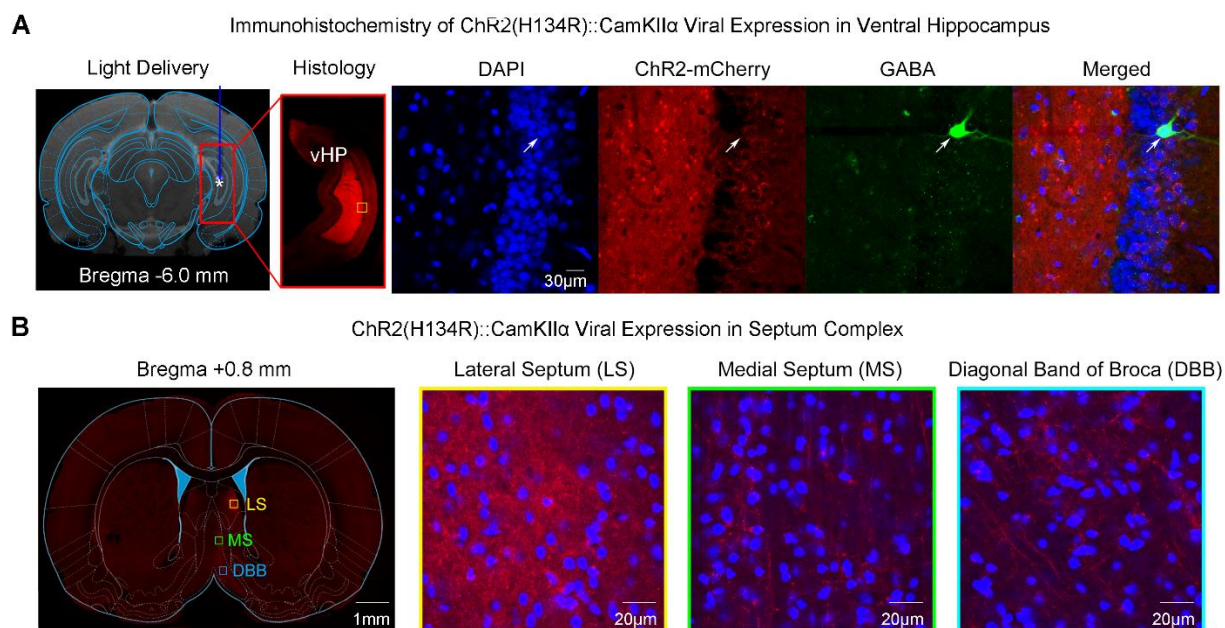 A
Immunohistochemistry of ChR2(H134R)::CamKIIα Viral Expression in Ventral Hippocampus
Light Delivery
Histology
DAPI
ChR2-mCherry
GABA
Merged
vHP
*
Bregma -6.0 mm
30µm
B
ChR2(H134R)::CamKIIα Viral Expression in Septum Complex
Bregma +0.8 mm
Lateral Septum (LS)
Medial Septum (MS)
Diagonal Band of Broca (DBB)
LS
MS
DBB
1mm
20µm
20µm
20µm